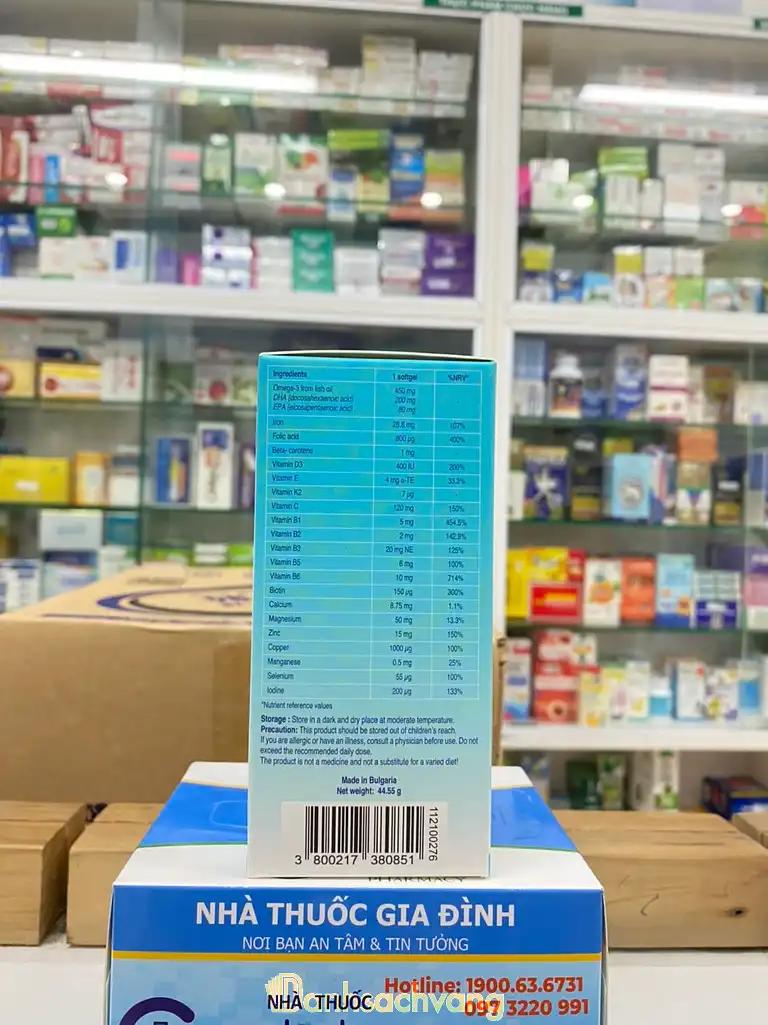 Ingredients 1 softgel %NRV*
Omega-3 from fish oil 450 mg
DHA (docosahexaenoic acid) 200 mg
EPA (eicosapentaenoic acid) 80 mg
Iron 28.8 mg 107%
Folic acid 800 µg 400%
Beta- carotene 1 mg -
Vitamin D3 400 IU 200%
Vitamin E 4 mg α-TE 33.3%
Vitamin K2 7 µg -
Vitamin C 120 mg 150%
Vitamin B1 5 mg 454.5%
Vitamin B2 2 mg 142.9%
Vitamin B3 20 mg NE 125%
Vitamin B5 6 mg 100%
Vitamin B6 10 mg 714%
Biotin 150 µg 300%
Calcium 8.75 mg 1.1%
Magnesium 50 mg 13.3%
Zinc 15 mg 150%
Copper 1000 µg 100%
Manganese 0.5 mg 25%
Selenium 55 µg 100%
Iodine 200 µg 133%
*Nutrient reference values
Storage : Store in a dark and dry place at moderate temperature.
Precaution: This product should be stored out of children's reach.
If you are allergic or have an illness, consult a physician before use. Do not
exceed the recommended daily dose.
The product is not a medicine and not a substitute for a varied diet!
Made in Bulgaria
Net weight: 44.55 g
112100276
3 800217 380851
PHARMACY
NHÀ THUỐC GIA ĐÌNH
NƠI BẠN AN TÂM & TIN TƯỞNG
Hotline: 1900.63.6731
NHÀ THUỐC
Danhsachvang
097 3220 991